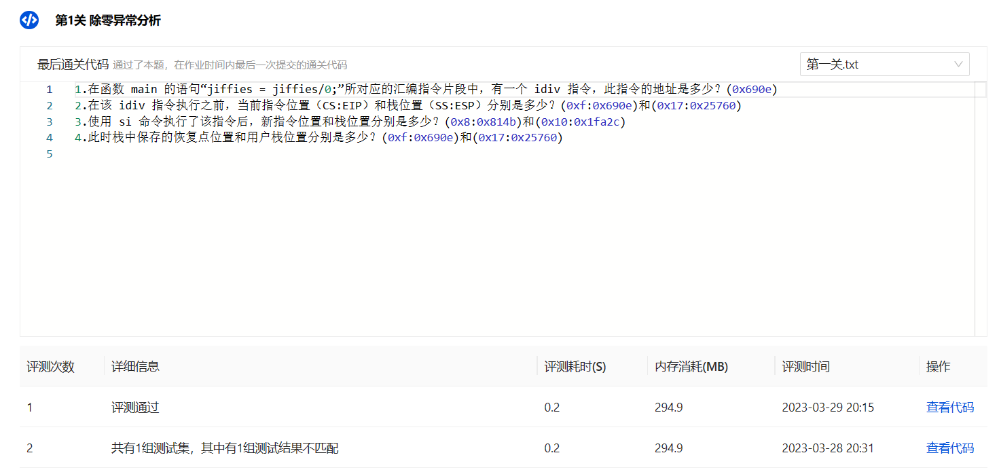 第1关 除零异常分析
最后通关代码 通过了本题，在作业时间内最后一次提交的通关代码
第一关.txt
1 1.在函数 main 的语句“jiffies = jiffies/0;”所对应的汇编指令片段中，有一个 idiv 指令，此指令的地址是多少？(0x690e)
2 2.在该 idiv 指令执行之前，当前指令位置（CS:EIP）和栈位置（SS:ESP）分别是多少？(0xf:0x690e)和(0x17:0x25760)
3 3.使用 si 命令执行了该指令后，新指令位置和栈位置分别是多少？(0x8:0x814b)和(0x10:0x1fa2c)
4 4.此时栈中保存的恢复点位置和用户栈位置分别是多少？(0xf:0x690e)和(0x17:0x25760)
5
评测次数 详细信息 评测耗时(S) 内存消耗(MB) 评测时间 操作
1 评测通过 0.2 294.9 2023-03-29 20:15 查看代码
2 共有1组测试集，其中有1组测试结果不匹配 0.2 294.9 2023-03-28 20:31 查看代码